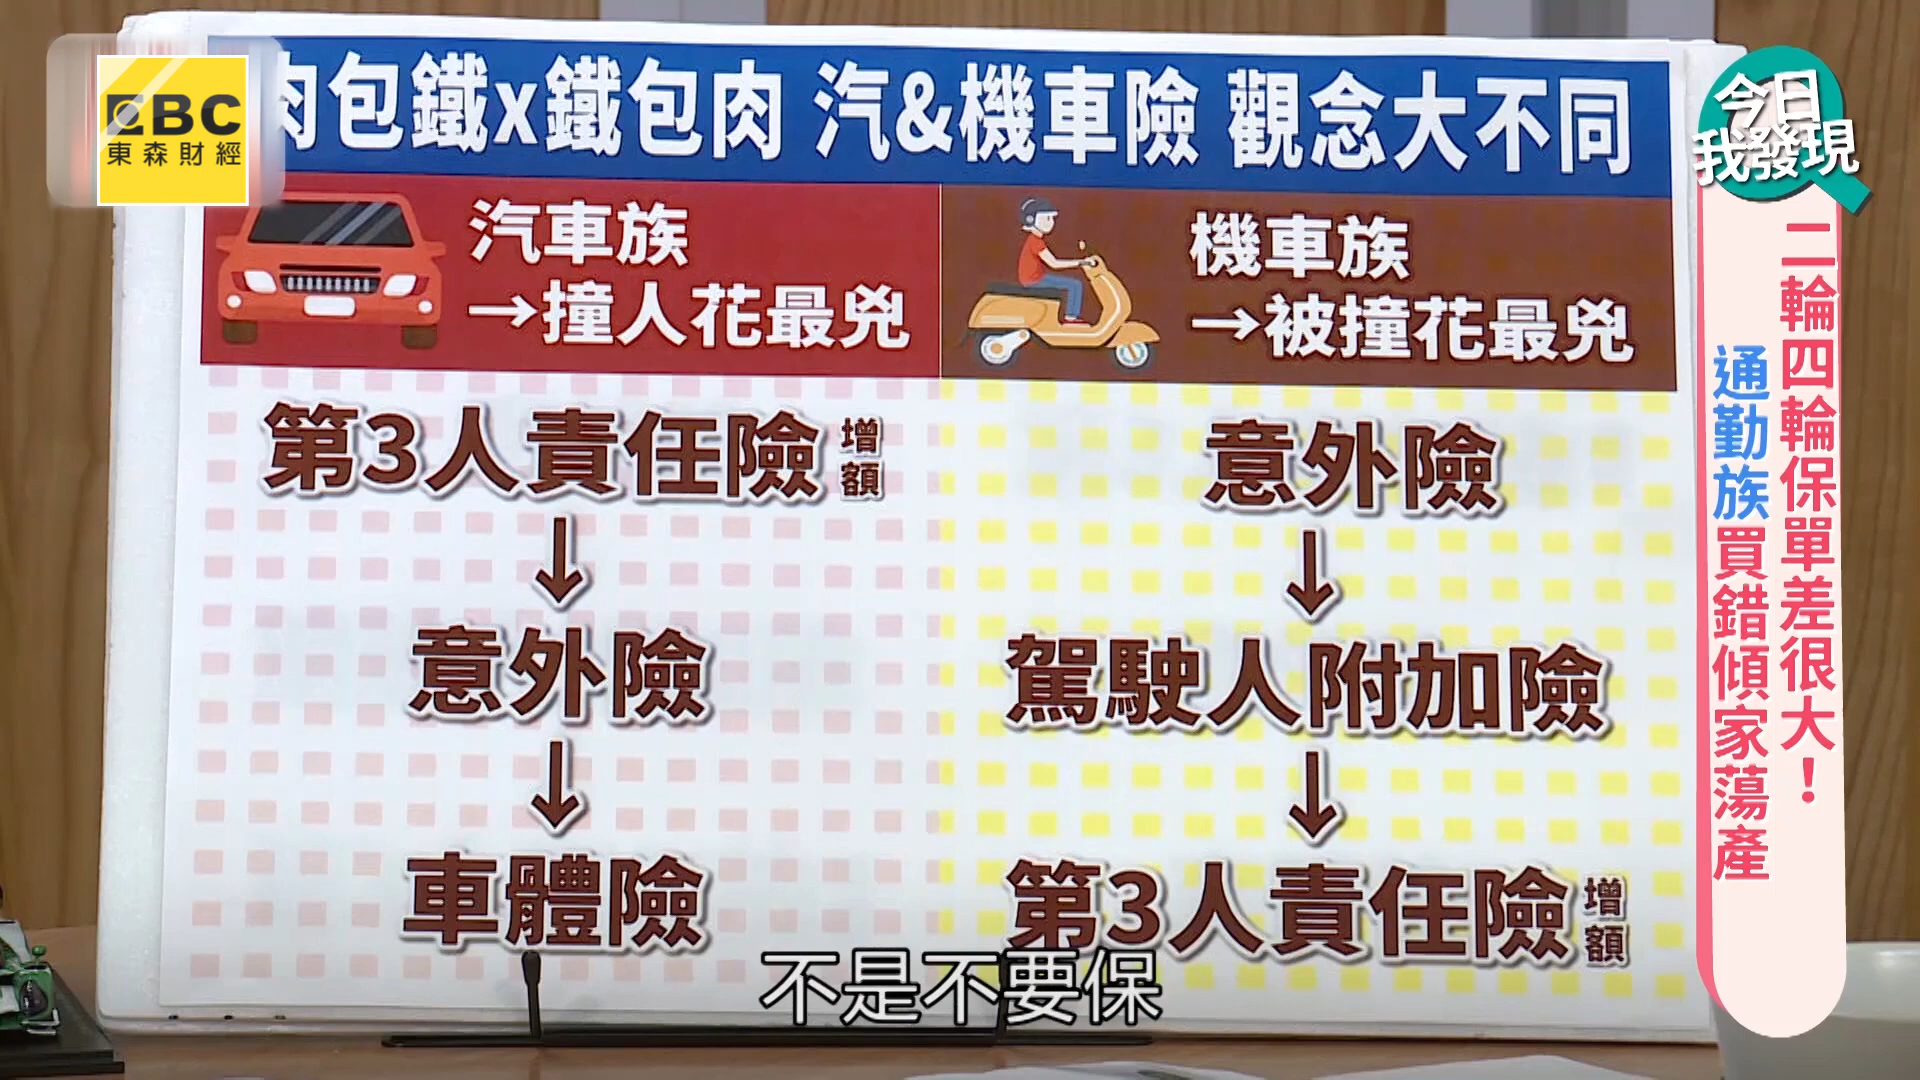 EBC
東森財經
肉包鐵x鐵包肉 汽&機車險 觀念大不同
今日
我發現
汽車族
→撞人花最兇
機車族
→被撞花最兇
第3人責任險 增額
↓
意外險
↓
車體險
意外險
↓
駕駛人附加險
↓
第3人責任險 增額
二輪四輪保單差很大！
通勤族買錯傾家蕩產
不是不要保